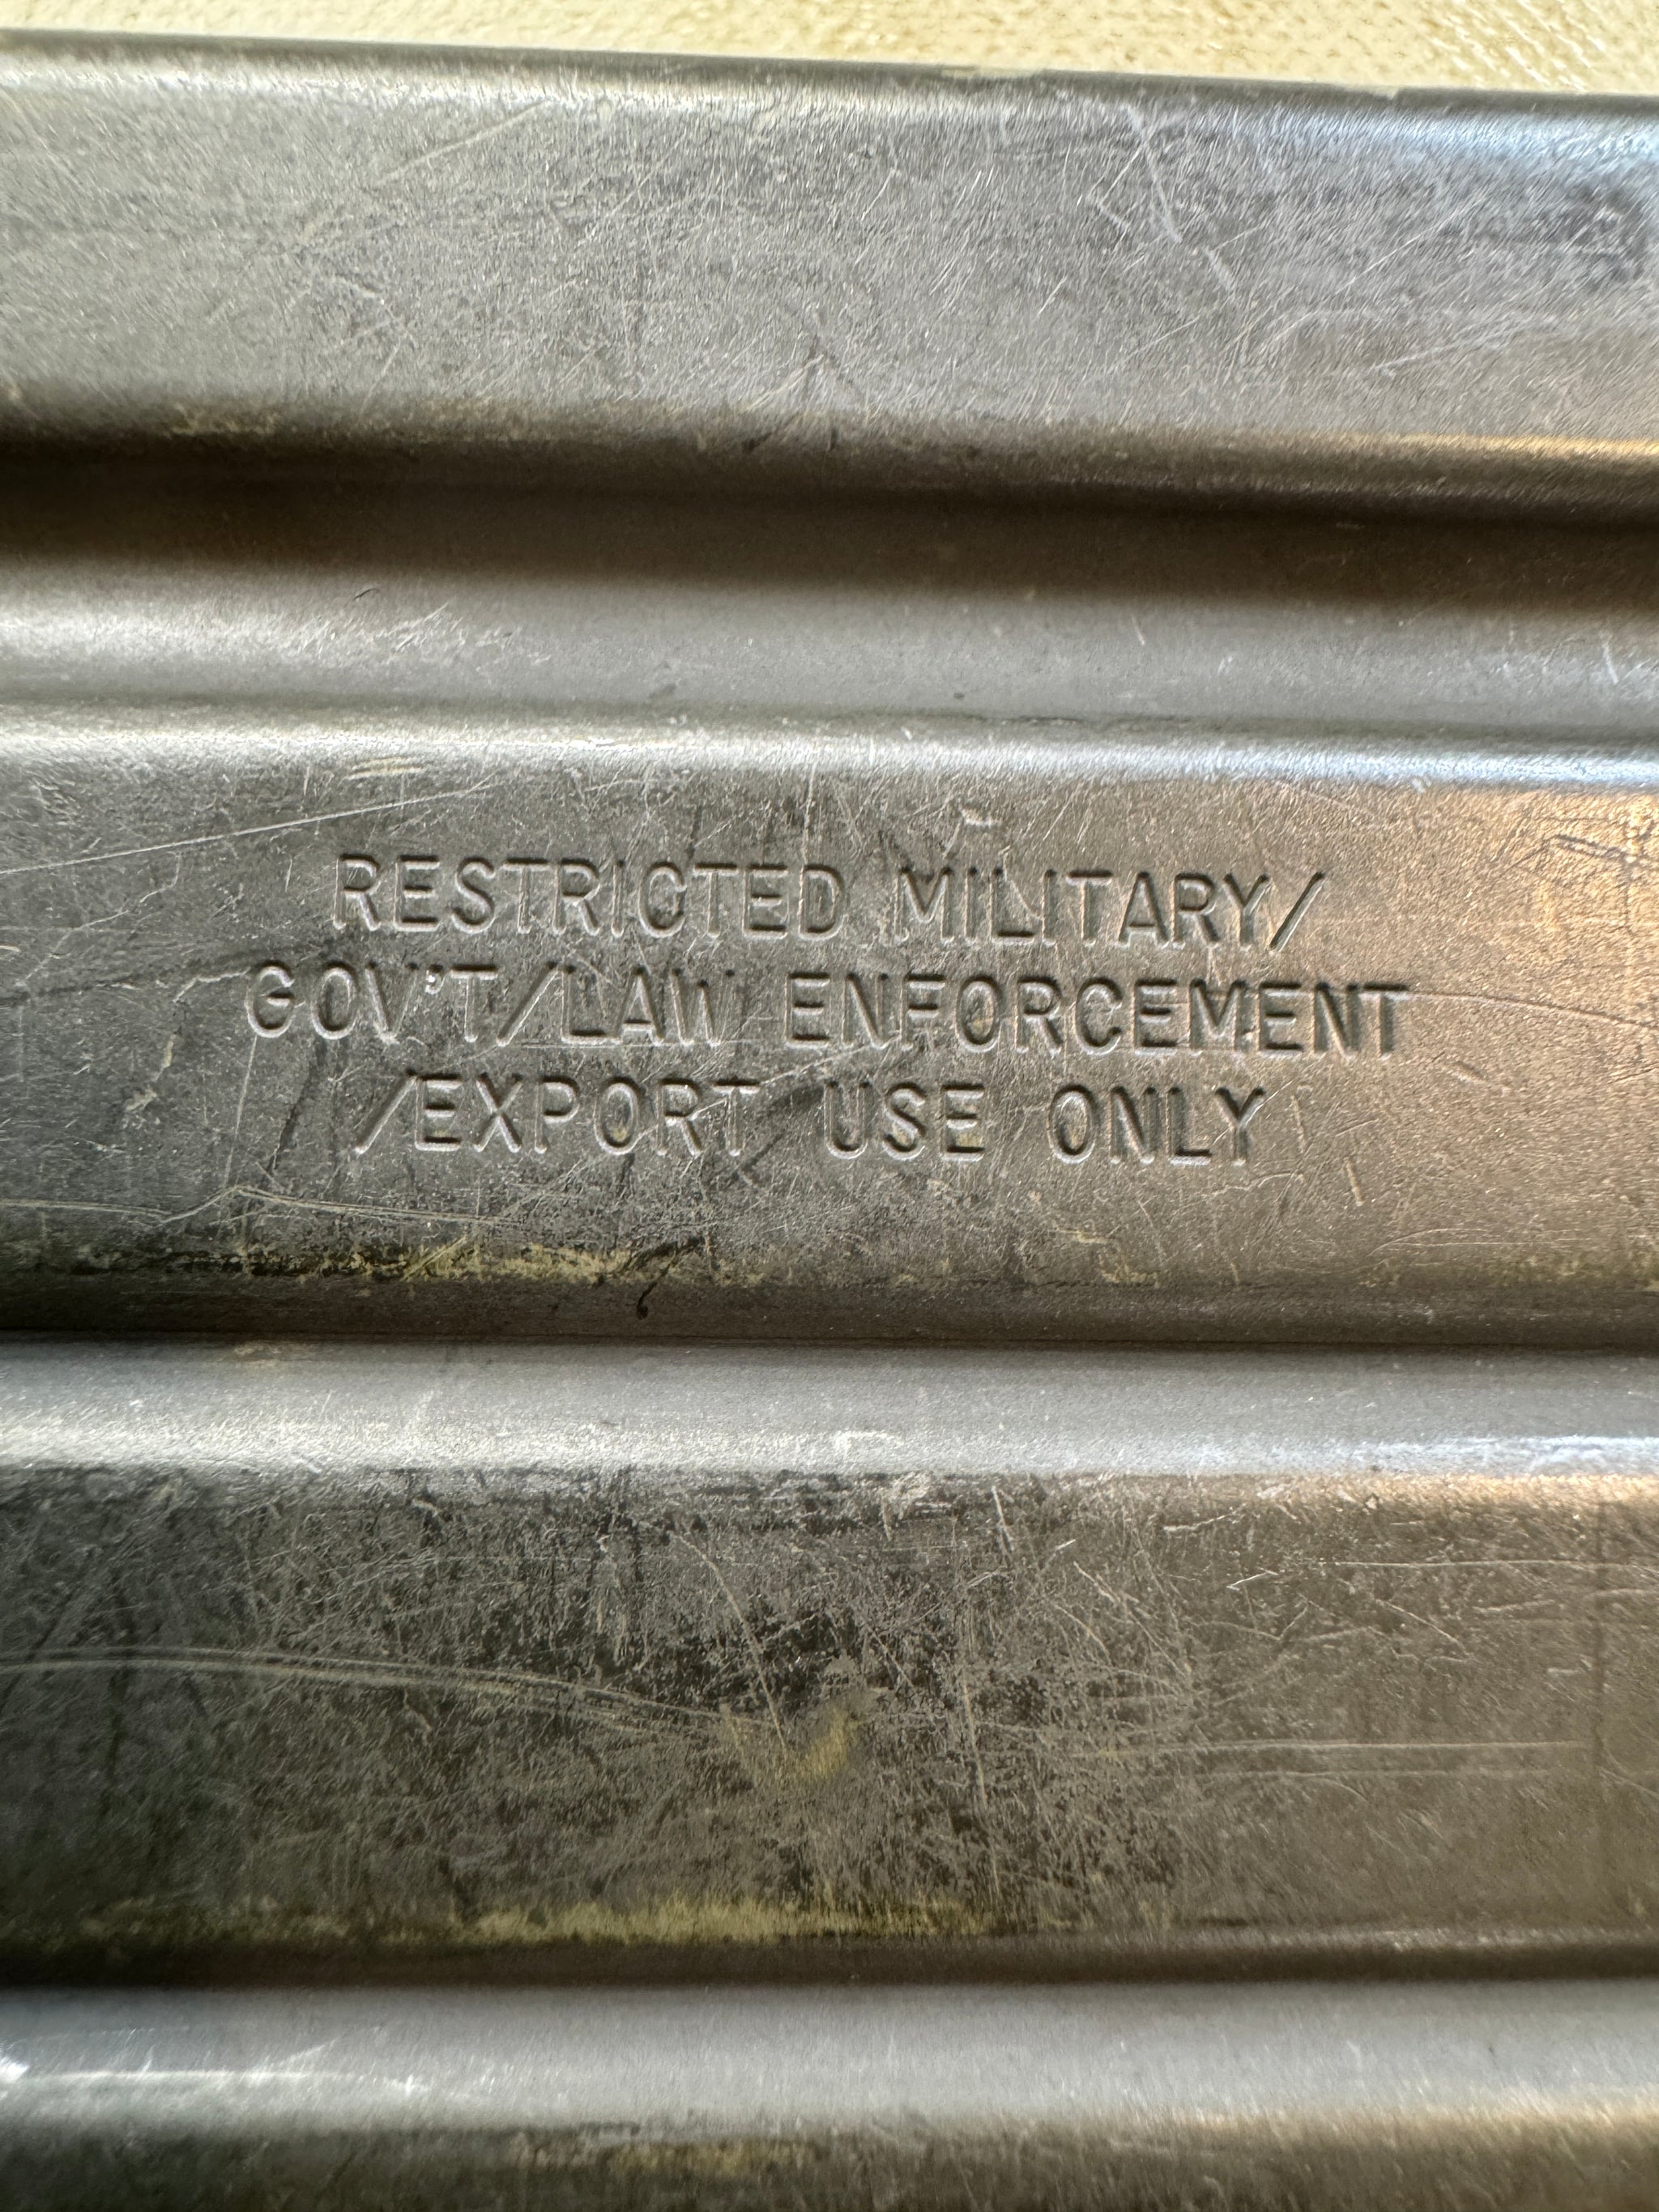 RESTRICTED MILITARY/
GOV'T/LAW ENFORCEMENT
/EXPORT USE ONLY